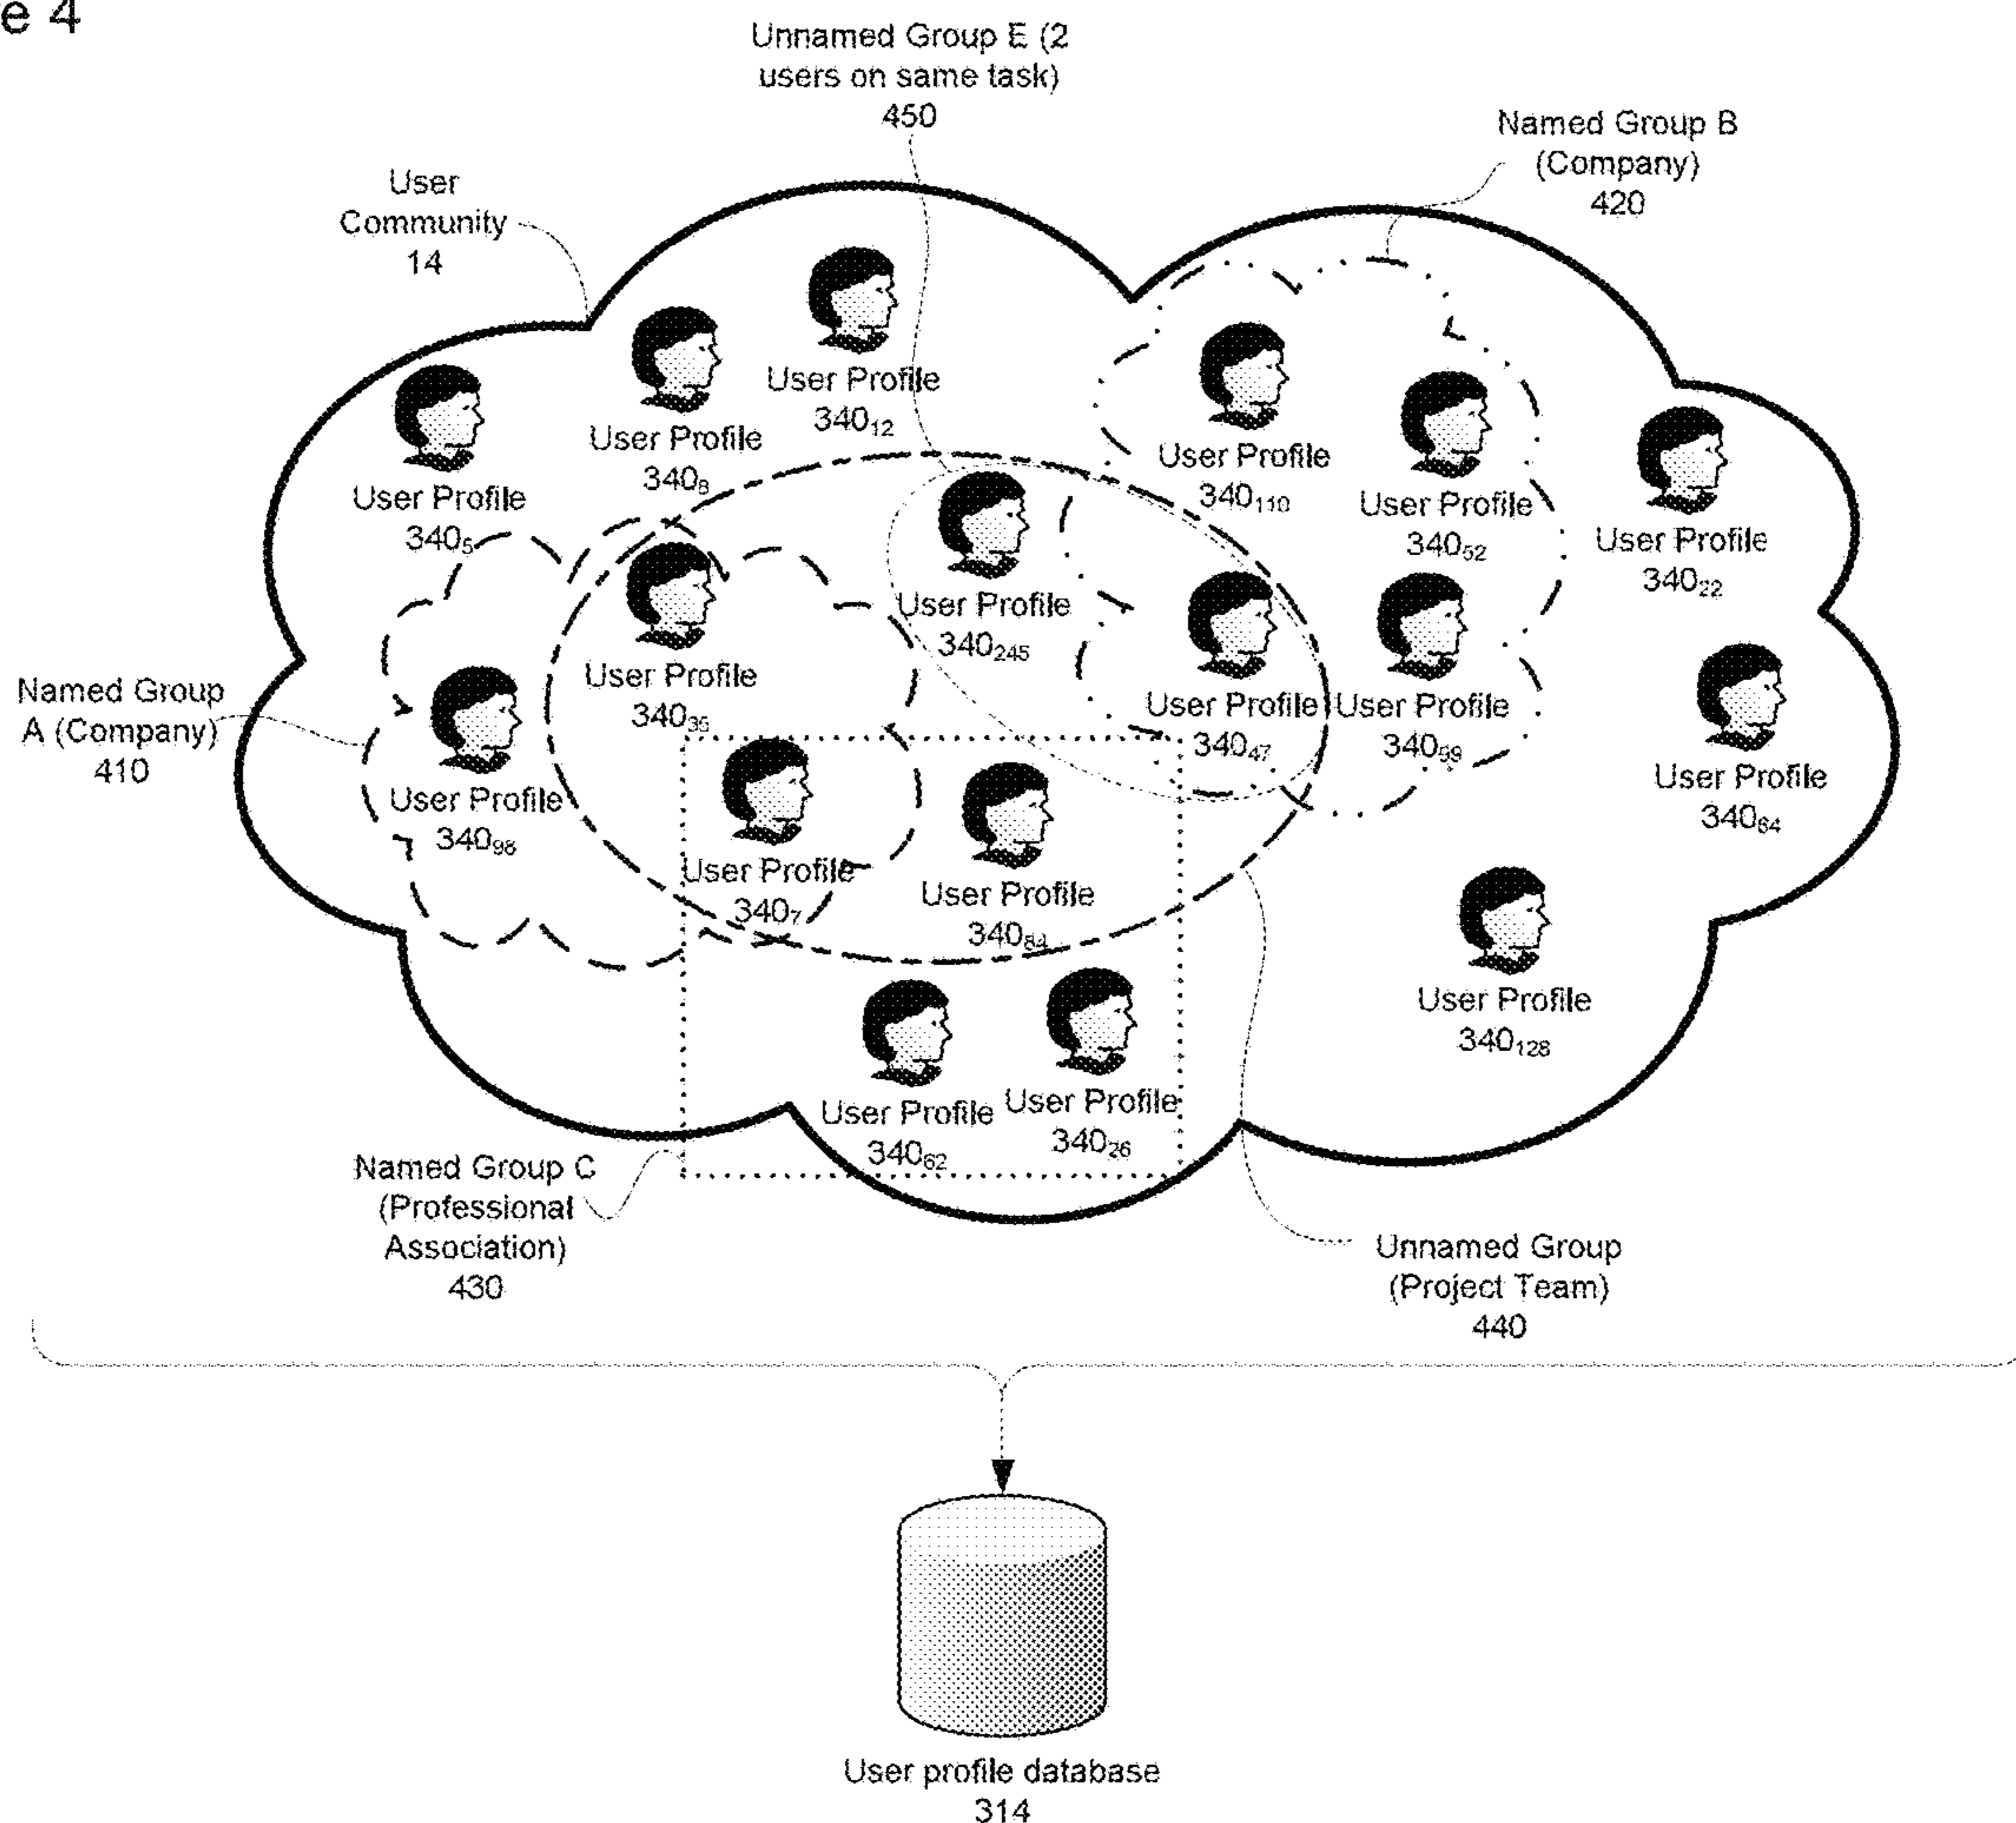 e 4
Unnamed Group E (2
users on same task)
450
Named Group B
(Company)
420
User
Community
14
User Profile
340₁₂
User Profile
340₈
User Profile
340₅
User Profile
340₁₁₀
User Profile
340₅₂
User Profile
340₂₂
User Profile
340₂₄₅
User Profile
340₃₅
User Profile
340₄₇
User Profile
340₉₉
Named Group
A (Company)
410
User Profile
340₉₈
User Profile
340₆₄
User Profile
340₇
User Profile
340₈₄
User Profile
340₁₂₈
User Profile
340₆₂
User Profile
340₂₆
Named Group C
(Professional
Association)
430
Unnamed Group
(Project Team)
440
User profile database
314